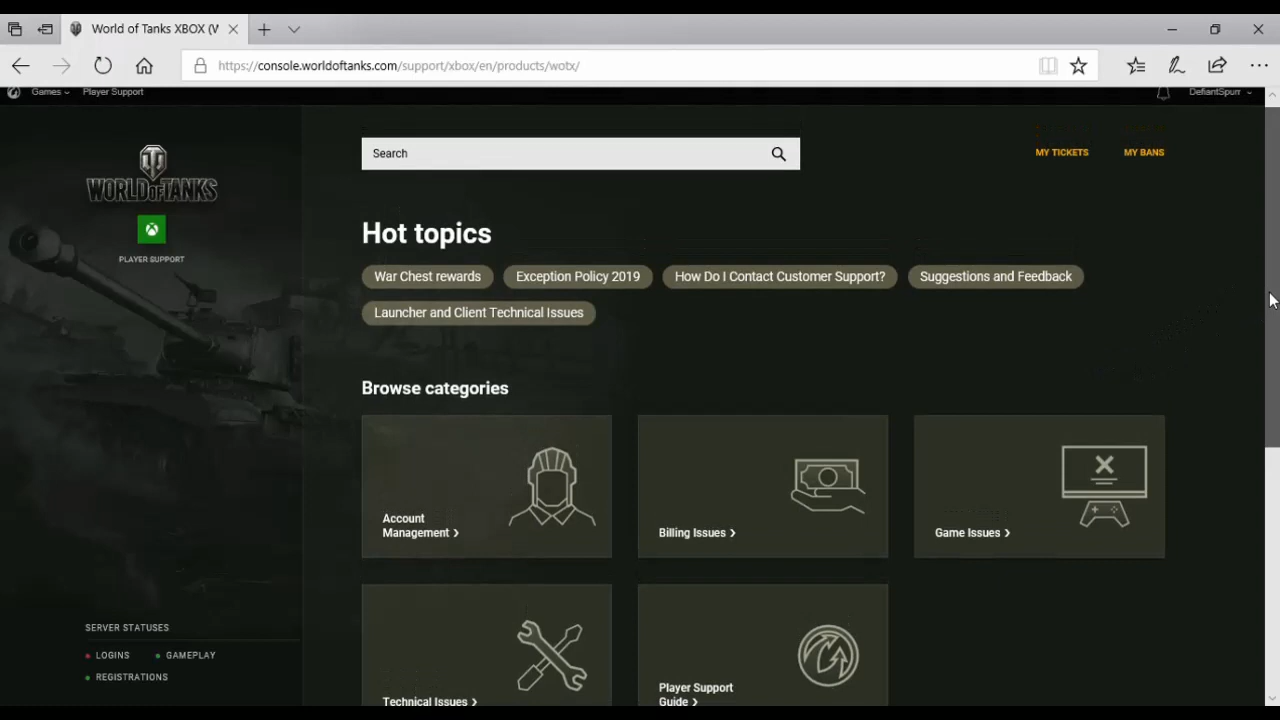 World of Tanks XBOX (W
https://console.worldoftanks.com/support/xbox/en/products/wotx/
Games
Player Support
DefiantSpurr
WORLD OF TANKS
PLAYER SUPPORT
Search
MY TICKETS
MY BANS
Hot topics
War Chest rewards
Exception Policy 2019
How Do I Contact Customer Support?
Suggestions and Feedback
Launcher and Client Technical Issues
Browse categories
Account
Management
Billing Issues
Game Issues
Technical Issues
Player Support
Guide
SERVER STATUSES
LOGINS
GAMEPLAY
REGISTRATIONS